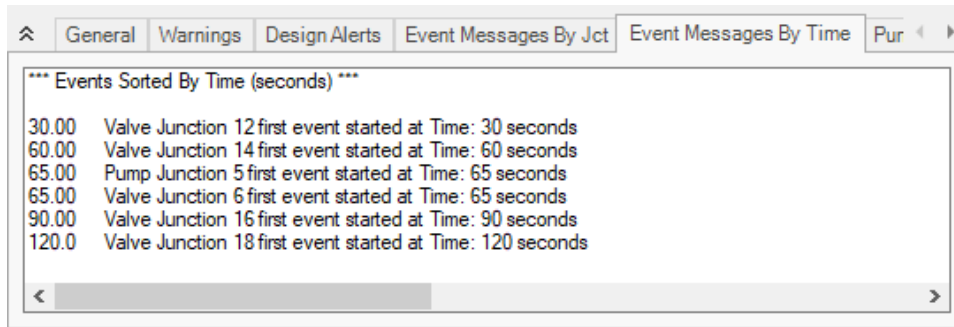 General Warnings Design Alerts Event Messages By Jct Event Messages By Time Pur
*** Events Sorted By Time (seconds) ***
30.00 Valve Junction 12 first event started at Time: 30 seconds
60.00 Valve Junction 14 first event started at Time: 60 seconds
65.00 Pump Junction 5 first event started at Time: 65 seconds
65.00 Valve Junction 6 first event started at Time: 65 seconds
90.00 Valve Junction 16 first event started at Time: 90 seconds
120.0 Valve Junction 18 first event started at Time: 120 seconds